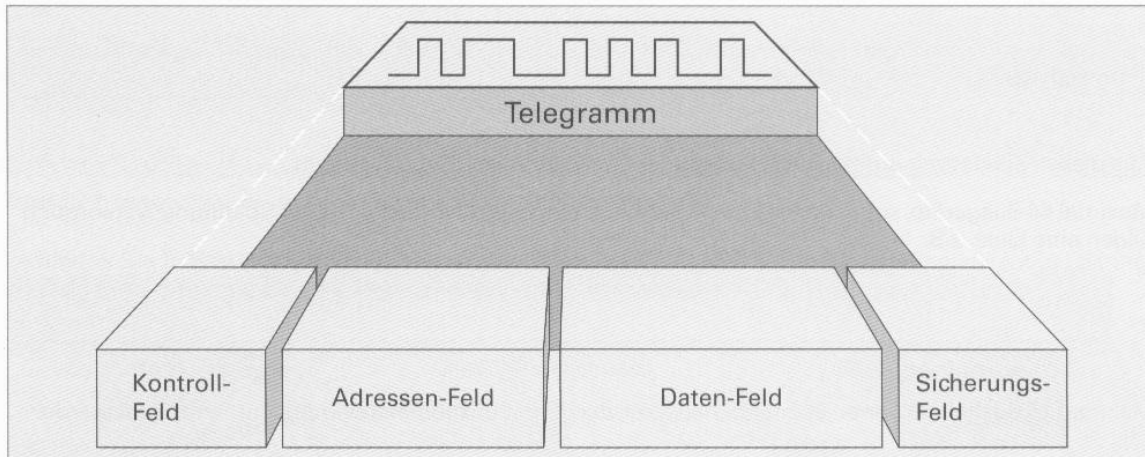 Telegramm
Kontroll-
Feld
Adressen-Feld
Daten-Feld
Sicherungs-
Feld